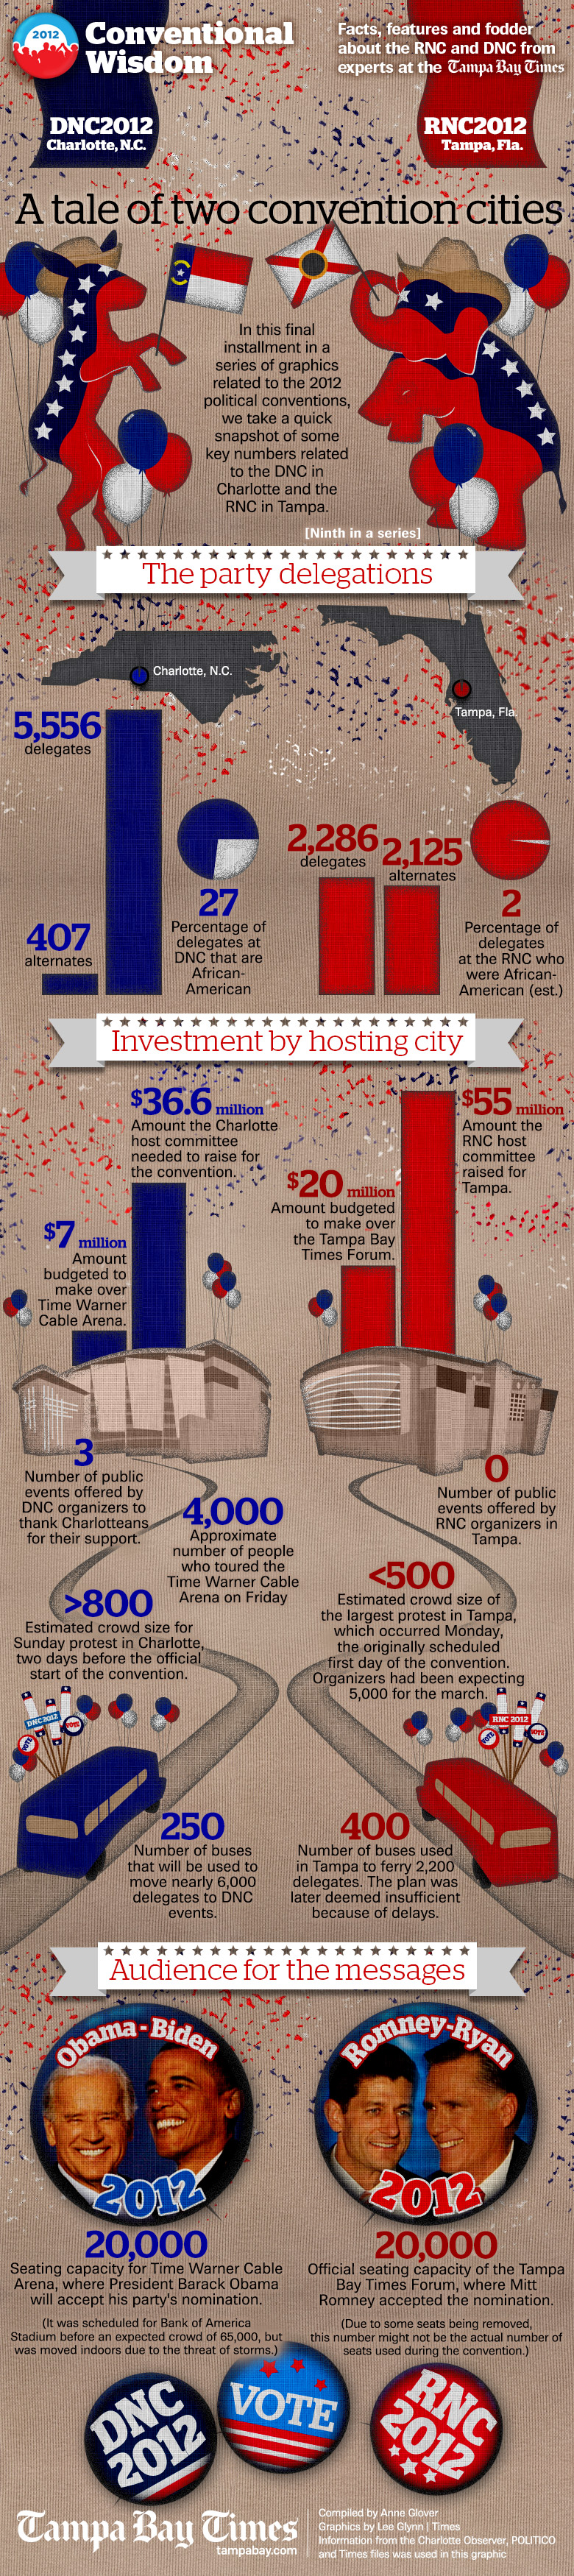 2012
Conventional
Wisdom
Facts, features and fodder
about the RNC and DNC from
experts at the Tampa Bay Times
DNC2012
Charlotte, N.C.
RNC2012
Tampa, Fla.
A tale of two convention cities
In this final
installment in a
series of graphics
related to the 2012
political conventions,
we take a quick
snapshot of some
key numbers related
to the DNC in
Charlotte and the
RNC in Tampa.
[Ninth in a series]
The party delegations
Charlotte, N.C.
Tampa, Fla.
5,556
delegates
407
alternates
27
Percentage of
delegates at
DNC that are
African-
American
2,286
delegates
2,125
alternates
2
Percentage of
delegates
at the RNC who
were African-
American (est.)
Investment by hosting city
$36.6 million
Amount the Charlotte
host committee
needed to raise for
the convention.
$7 million
Amount
budgeted to
make over
Time Warner
Cable Arena.
$55 million
Amount the
RNC host
committee
raised for
Tampa.
$20 million
Amount budgeted
to make over
the Tampa Bay
Times Forum.
3
Number of public
events offered by
DNC organizers to
thank Charlotteans
for their support.
4,000
Approximate
number of people
who toured the
Time Warner Cable
Arena on Friday
0
Number of public
events offered by
RNC organizers in
Tampa.
>800
Estimated crowd size for
Sunday protest in Charlotte,
two days before the official
start of the convention.
<500
Estimated crowd size of
the largest protest in Tampa,
which occurred Monday,
the originally scheduled
first day of the convention.
Organizers had been expecting
5,000 for the march.
DNC 2012
VOTE
VOTE
RNC 2012
VOTE
VOTE
250
Number of buses
that will be used to
move nearly 6,000
delegates to DNC
events.
400
Number of buses used
in Tampa to ferry 2,200
delegates. The plan was
later deemed insufficient
because of delays.
Audience for the messages
Obama-Biden
2012
Romney-Ryan
2012
20,000
Seating capacity for Time Warner Cable
Arena, where President Barack Obama
will accept his party's nomination.
(It was scheduled for Bank of America
Stadium before an expected crowd of 65,000, but
was moved indoors due to the threat of storms.)
20,000
Official seating capacity of the Tampa
Bay Times Forum, where Mitt
Romney accepted the nomination.
(Due to some seats being removed,
this number might not be the actual number of
seats used during the convention.)
DNC
2012
VOTE
RNC
2012
Tampa Bay Times
tampabay.com
Compiled by Anne Glover
Graphics by Lee Glynn | Times
Information from the Charlotte Observer, POLITICO
and Times files was used in this graphic